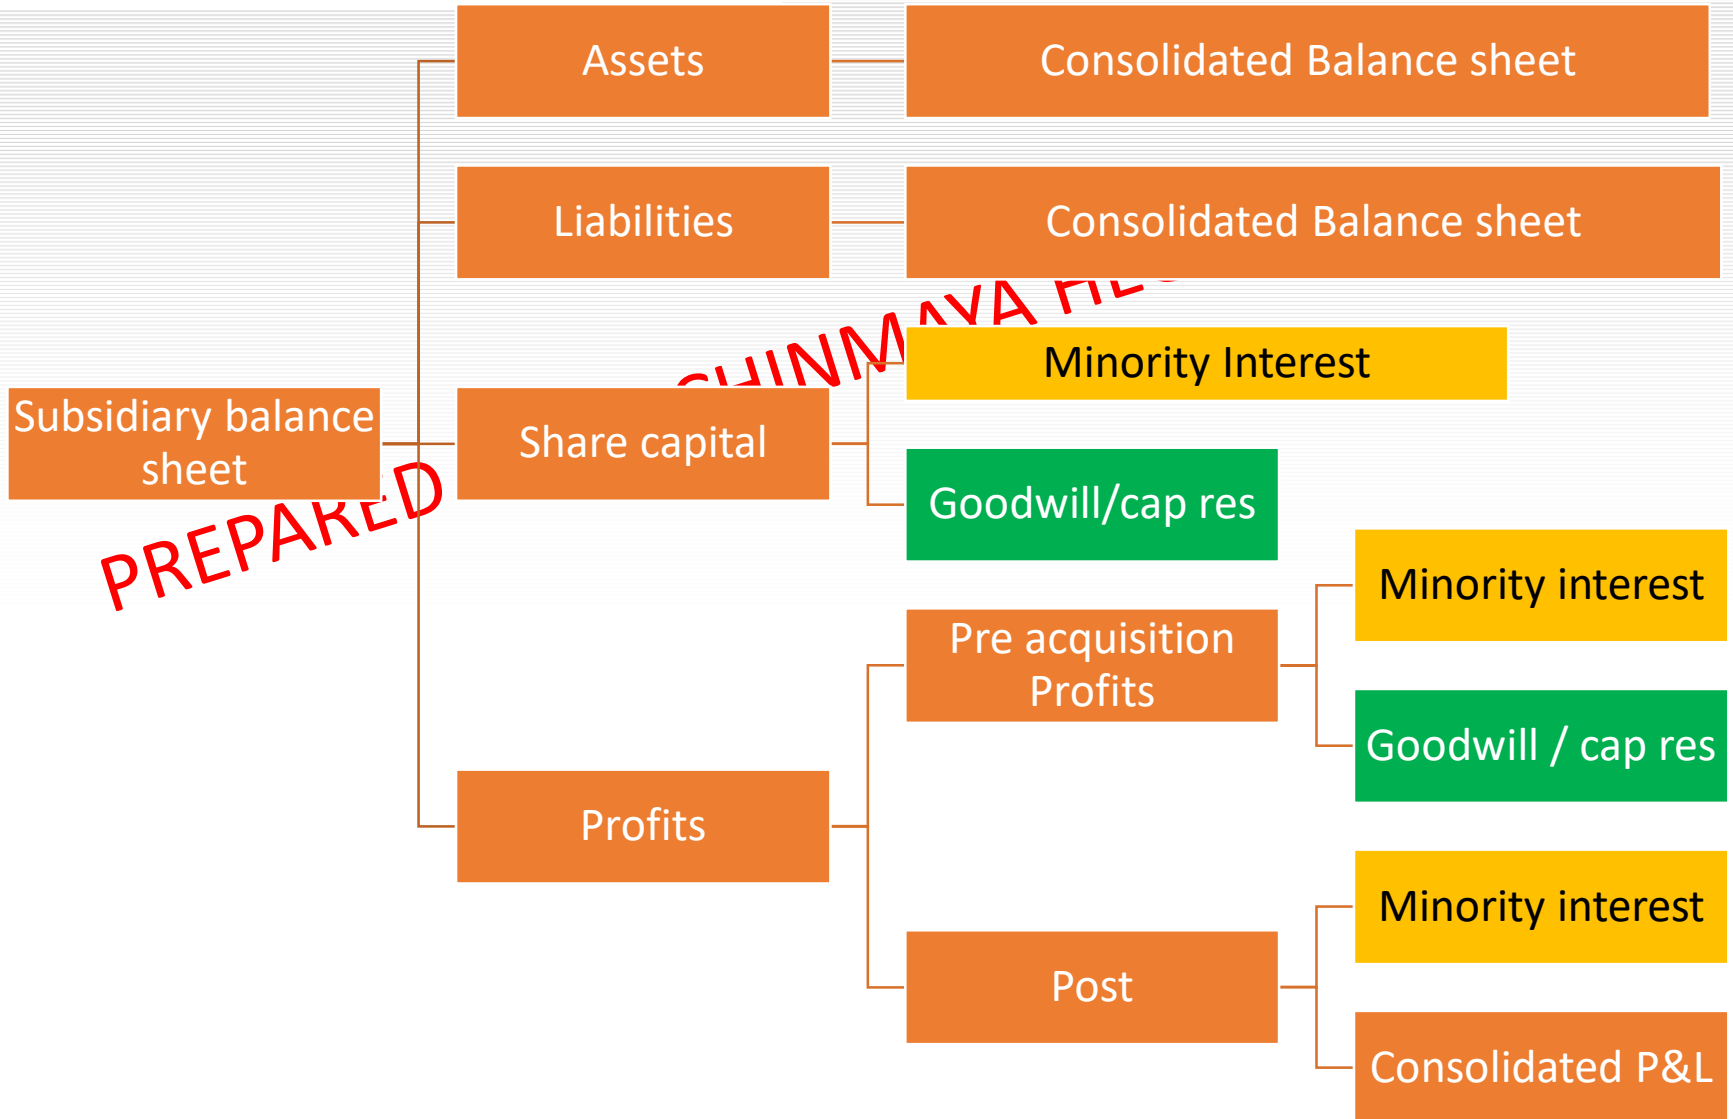 Assets
Consolidated Balance sheet
Liabilities
Consolidated Balance sheet
Minority Interest
Subsidiary balance
sheet
Share capital
Goodwill/cap res
Pre acquisition
Profits
Minority interest
Goodwill / cap res
Profits
Post
Minority interest
Consolidated P&L
PREPARED CHINMAYA